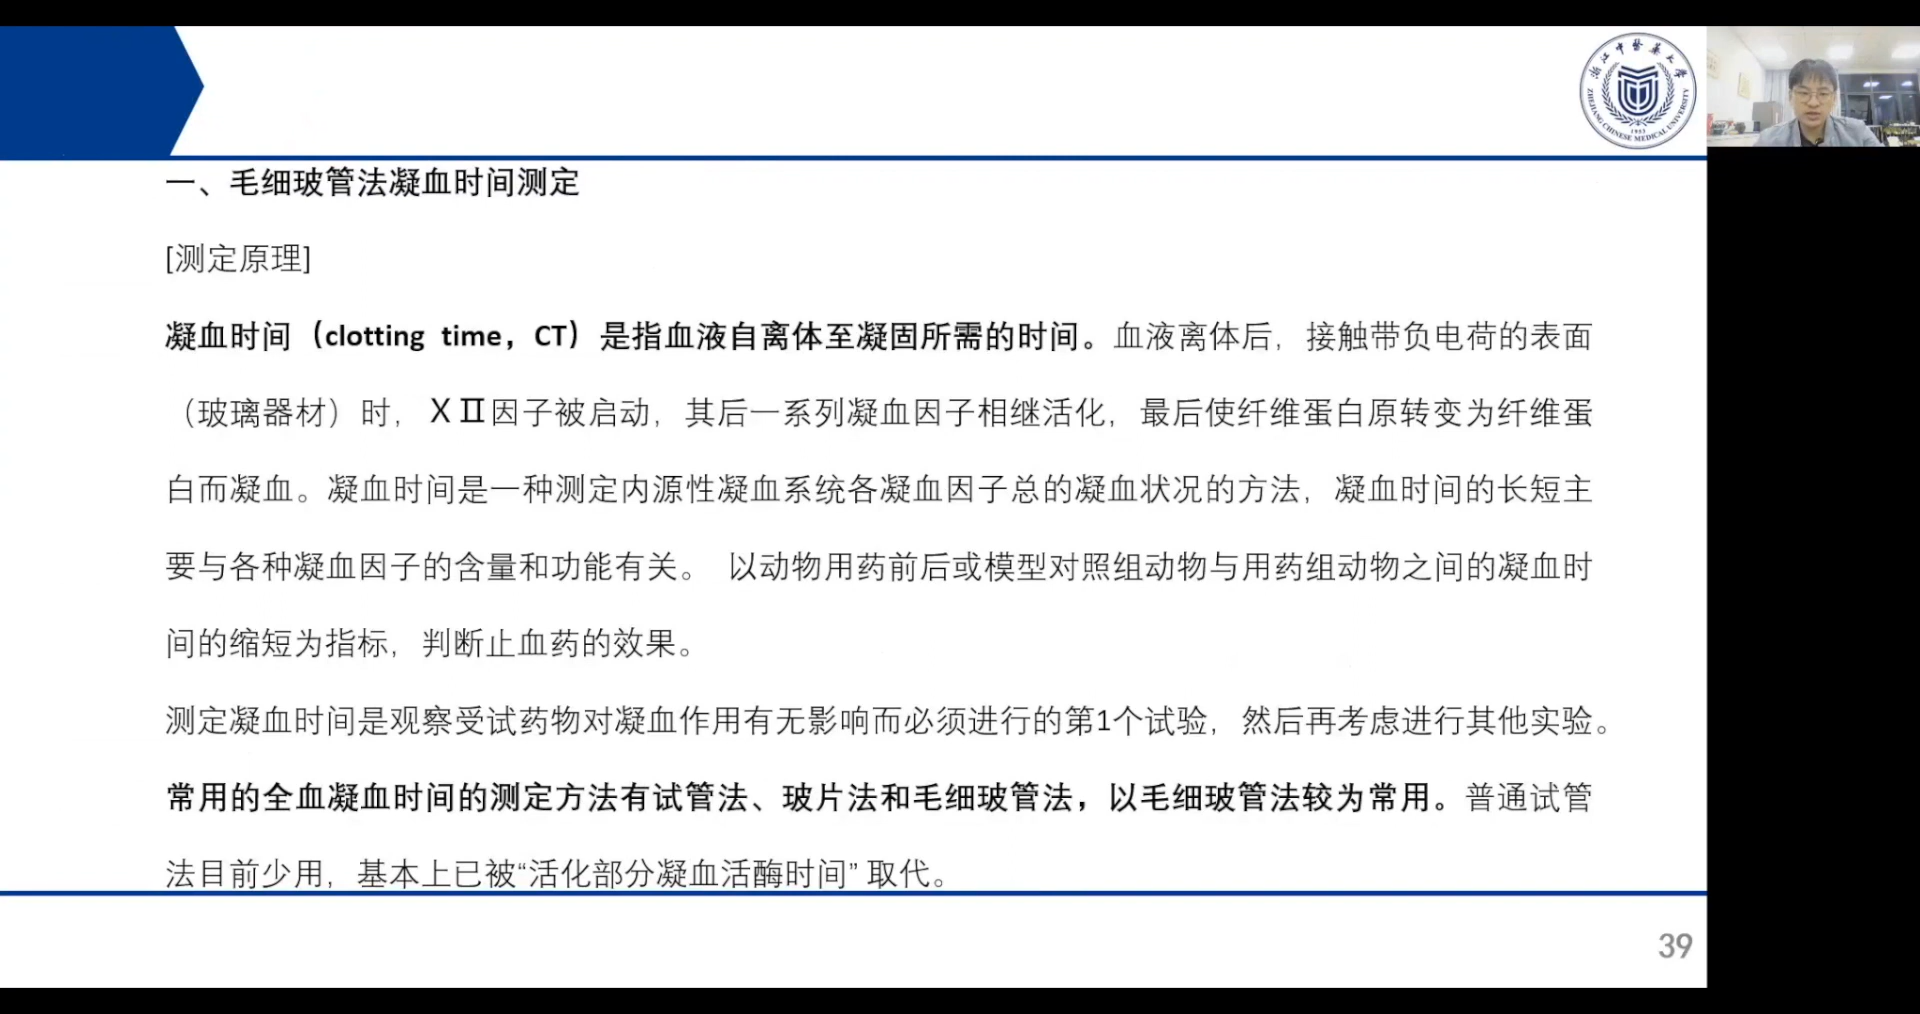 浙江中医药大学
ZHEJIANG CHINESE MEDICAL UNIVERSITY
1953
一、毛细玻管法凝血时间测定
[测定原理]
凝血时间（clotting time，CT）是指血液自离体至凝固所需的时间。血液离体后，接触带负电荷的表面
（玻璃器材）时，ⅩⅡ因子被启动，其后一系列凝血因子相继活化，最后使纤维蛋白原转变为纤维蛋
白而凝血。凝血时间是一种测定内源性凝血系统各凝血因子总的凝血状况的方法，凝血时间的长短主
要与各种凝血因子的含量和功能有关。 以动物用药前后或模型对照组动物与用药组动物之间的凝血时
间的缩短为指标，判断止血药的效果。
测定凝血时间是观察受试药物对凝血作用有无影响而必须进行的第1个试验，然后再考虑进行其他实验。
常用的全血凝血时间的测定方法有试管法、玻片法和毛细玻管法，以毛细玻管法较为常用。普通试管
法目前少用，基本上已被“活化部分凝血活酶时间” 取代。
39